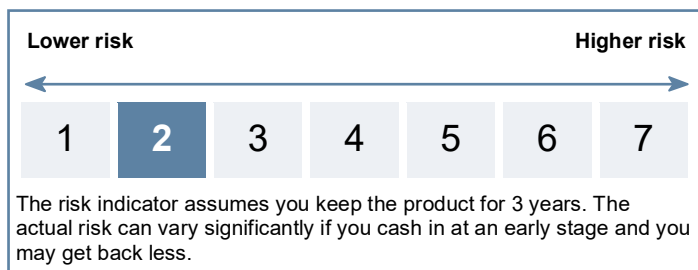 Lower risk Higher risk
1 2 3 4 5 6 7
The risk indicator assumes you keep the product for 3 years. The
actual risk can vary significantly if you cash in at an early stage and you
may get back less.